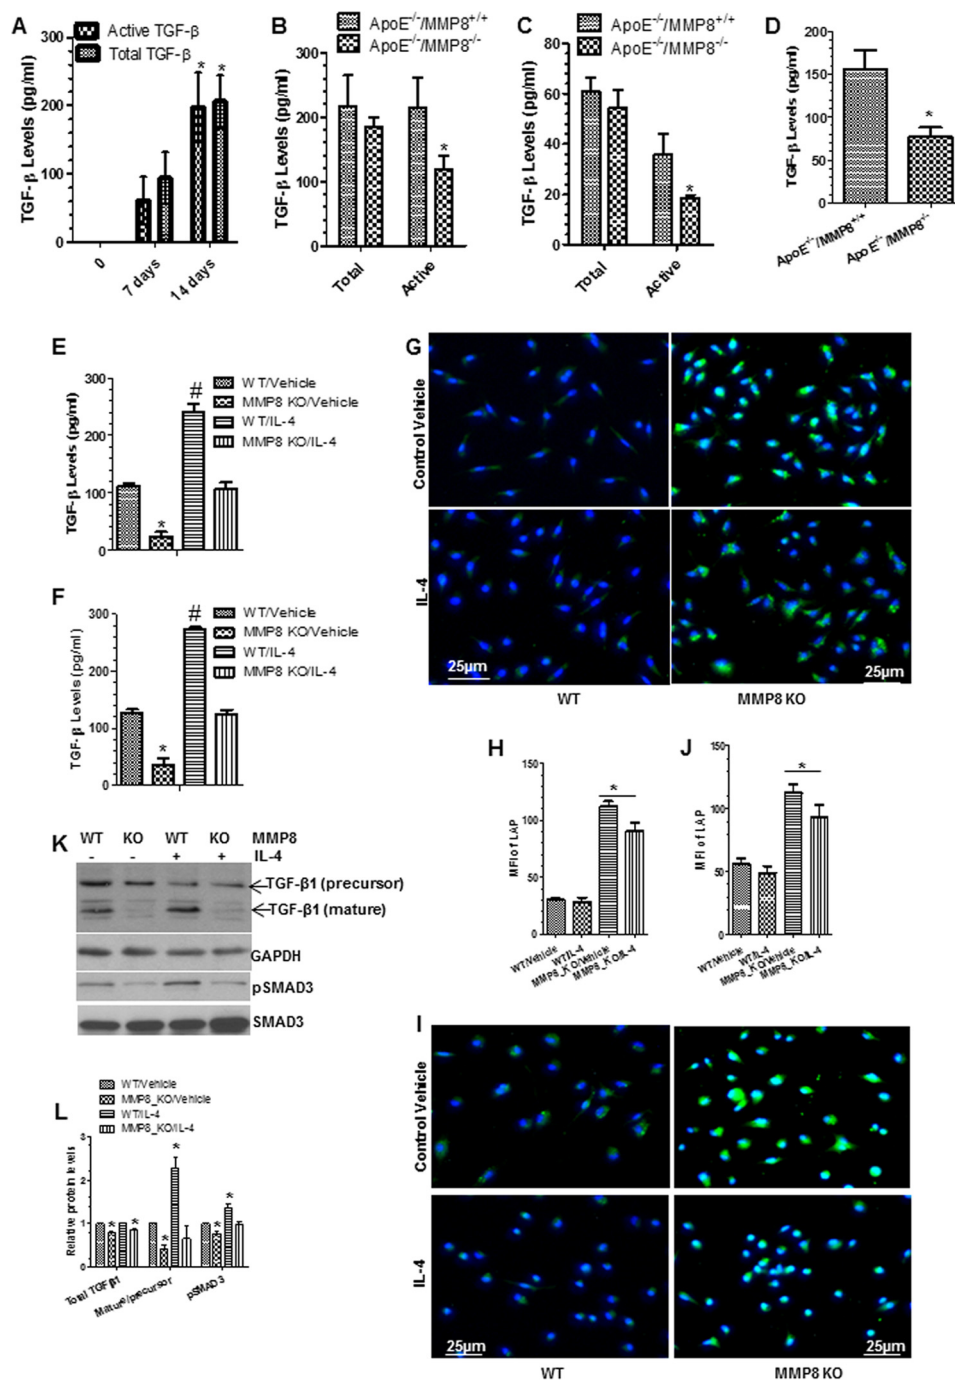 A
Active TGF-β
Total TGF-β
TGF-β Levels (pg/ml)
300
200
100
0
* *
0
7 days
14 days
B
ApoE-/-/MMP8+/+
ApoE-/-/MMP8-/-
TGF-β Levels (pg/ml)
300
200
100
0
*
Total
Active
C
ApoE-/-/MMP8+/+
ApoE-/-/MMP8-/-
TGF-β Levels (pg/ml)
80
60
40
20
0
*
Total
Active
D
TGF-β Levels (pg/ml)
200
150
100
50
0
*
ApoE-/-/MMP8+/+
ApoE-/-/MMP8-/-
E
TGF-β Levels (pg/ml)
300
200
100
0
*
#
WT/Vehicle
MMP8 KO/Vehicle
WT/IL-4
MMP8 KO/IL-4
F
TGF-β Levels (pg/ml)
300
200
100
0
*
#
WT/Vehicle
MMP8 KO/Vehicle
WT/IL-4
MMP8 KO/IL-4
G
Control Vehicle
IL-4
25µm
25µm
WT
MMP8 KO
H
MFI of LAP
150
100
50
0
*
WT/Vehicle
WT/IL-4
MMP8_KO/Vehicle
MMP8_KO/IL-4
J
MFI of LAP
150
100
50
0
*
WT/Vehicle
WT/IL-4
MMP8_KO/Vehicle
MMP8_KO/IL-4
K
WT KO WT KO MMP8
- - + + IL-4
TGF-β1 (precursor)
TGF-β1 (mature)
GAPDH
pSMAD3
SMAD3
L
WT/Vehicle
MMP8_KO/Vehicle
WT/IL-4
MMP8_KO/IL-4
Relative protein levels
3
2
1
0
* * * * * *
Total TGFβ1
Mature/precursor
pSMAD3
I
Control Vehicle
IL-4
25µm
25µm
WT
MMP8 KO